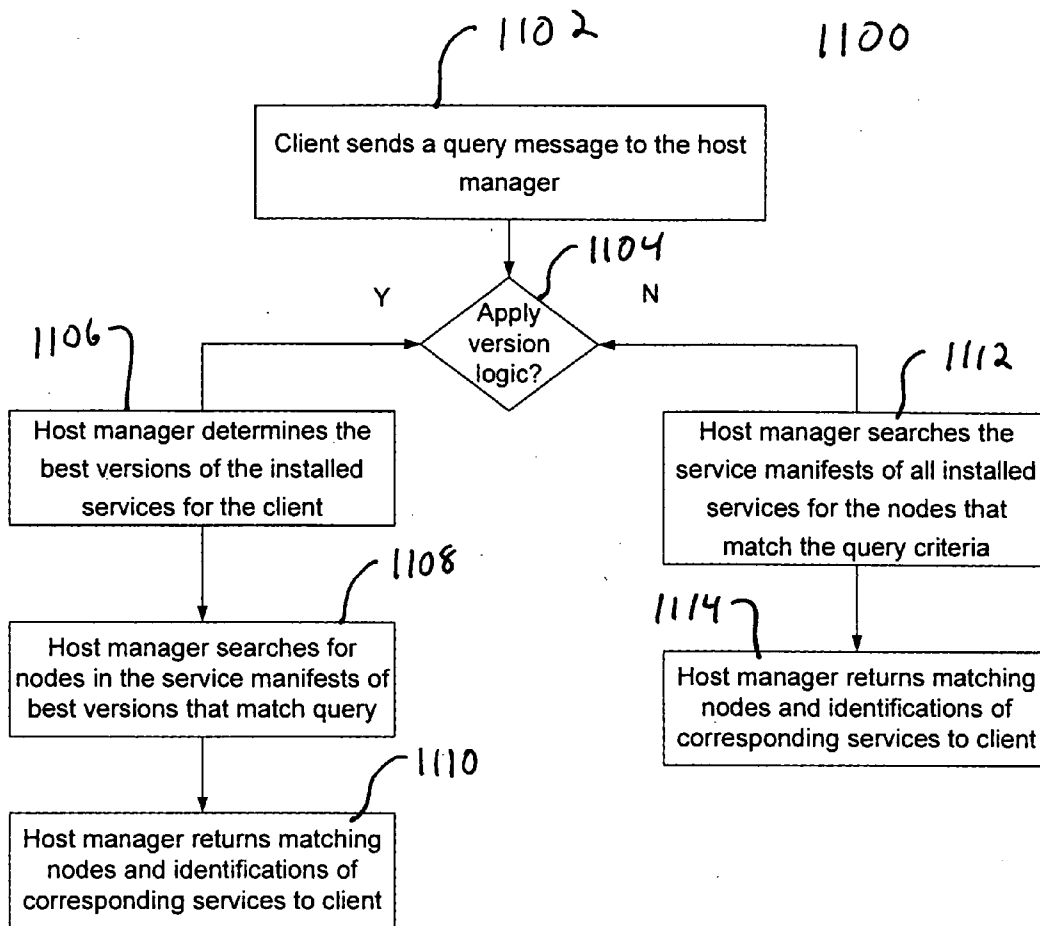 1102
1100
Client sends a query message to the host
manager
1104
Y
N
Apply
version
logic?
1106
Host manager determines the
best versions of the installed
services for the client
1112
Host manager searches the
service manifests of all installed
services for the nodes that
match the query criteria
1108
Host manager searches for
nodes in the service manifests of
best versions that match query
1114
Host manager returns matching
nodes and identifications of
corresponding services to client
1110
Host manager returns matching
nodes and identifications of
corresponding services to client